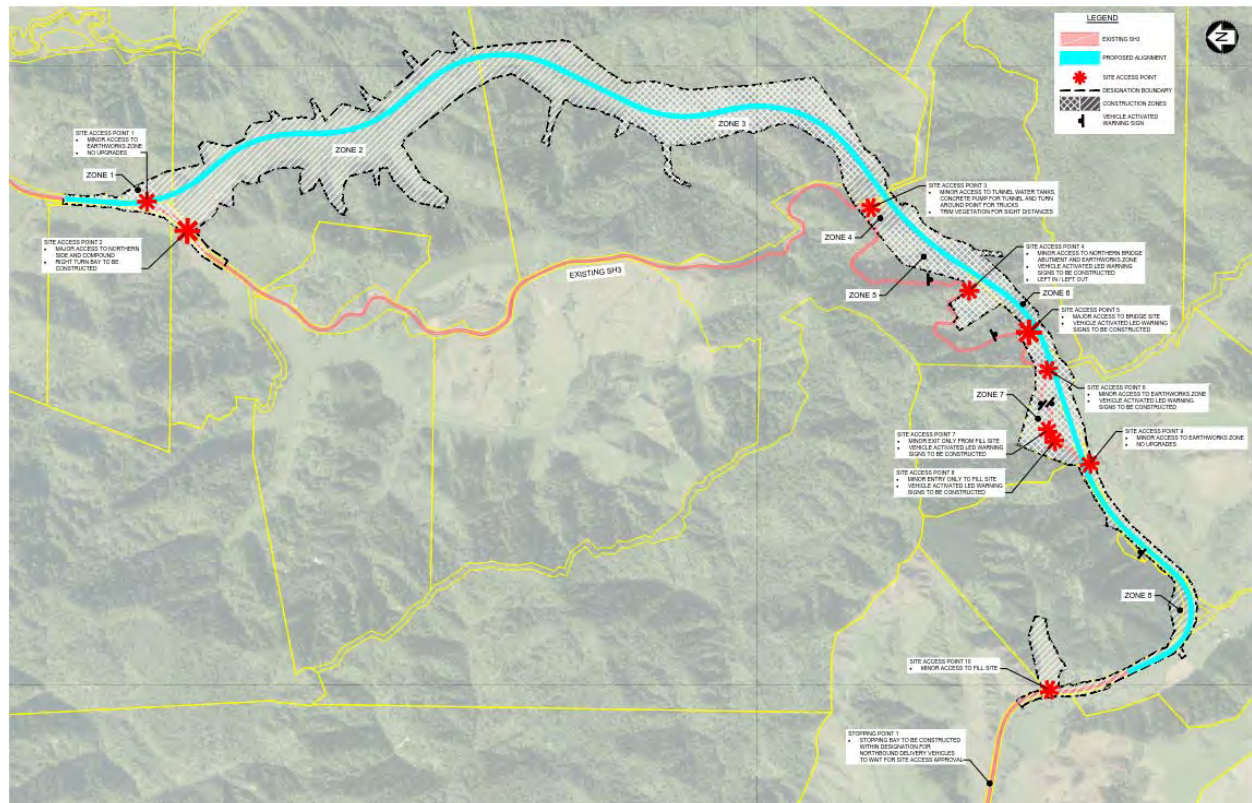 LEGEND
EXISTING SH3
PROPOSED ALIGNMENT
SITE ACCESS POINT
DESIGNATION BOUNDARY
CONSTRUCTION ZONES
VEHICLE ACTIVATED
WARNING SIGN
N
SITE ACCESS POINT 1
• MINOR ACCESS TO
EARTHWORKS ZONE
• NO UPGRADES
ZONE 1
ZONE 2
ZONE 3
SITE ACCESS POINT 2
• MAJOR ACCESS TO NORTHERN
SIDE AND COMPOUND
• RIGHT TURN BAY TO BE
CONSTRUCTED
EXISTING SH3
SITE ACCESS POINT 3
• MINOR ACCESS TO TUNNEL WATER TANKS,
CONCRETE PUMP FOR TUNNEL AND TURN
AROUND POINT FOR TRUCKS
• TRIM VEGETATION FOR SIGHT DISTANCES
ZONE 4
SITE ACCESS POINT 4
• MINOR ACCESS TO NORTHERN BRIDGE
ABUTMENT AND EARTHWORKS ZONE
• VEHICLE ACTIVATED LED WARNING
SIGNS TO BE CONSTRUCTED
• LEFT IN / LEFT OUT
ZONE 5
ZONE 6
SITE ACCESS POINT 5
• MAJOR ACCESS TO BRIDGE SITE
• VEHICLE ACTIVATED LED WARNING
SIGNS TO BE CONSTRUCTED
SITE ACCESS POINT 6
• MINOR ACCESS TO EARTHWORKS ZONE
• VEHICLE ACTIVATED LED WARNING
SIGNS TO BE CONSTRUCTED
ZONE 7
SITE ACCESS POINT 7
• MINOR EXIT ONLY FROM FILL SITE
• VEHICLE ACTIVATED LED WARNING
SIGNS TO BE CONSTRUCTED
SITE ACCESS POINT 9
• MINOR ACCESS TO EARTHWORKS ZONE
• NO UPGRADES
SITE ACCESS POINT 8
• MINOR ENTRY ONLY TO FILL SITE
• VEHICLE ACTIVATED LED WARNING
SIGNS TO BE CONSTRUCTED
ZONE 8
SITE ACCESS POINT 10
• MINOR ACCESS TO FILL SITE
STOPPING POINT 1
• STOPPING BAY TO BE CONSTRUCTED
WITHIN DESIGNATION FOR
NORTHBOUND DELIVERY VEHICLES
TO WAIT FOR SITE ACCESS APPROVAL